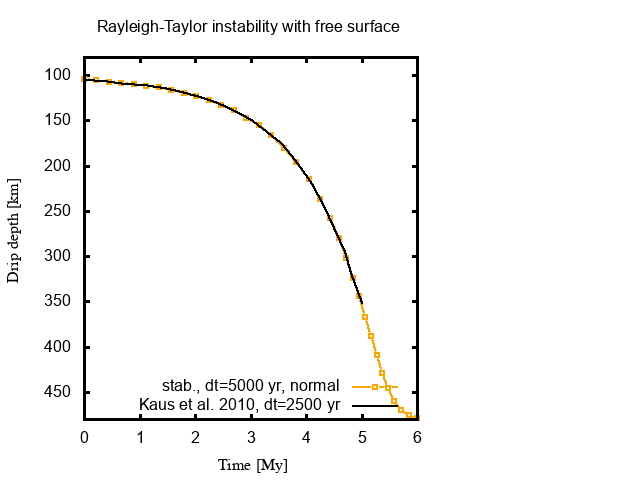 Rayleigh-Taylor instability with free surface
100
150
200
250
300
350
400
450
Drip depth [km]
stab., dt=5000 yr, normal
Kaus et al. 2010, dt=2500 yr
0 1 2 3 4 5 6
Time [My]